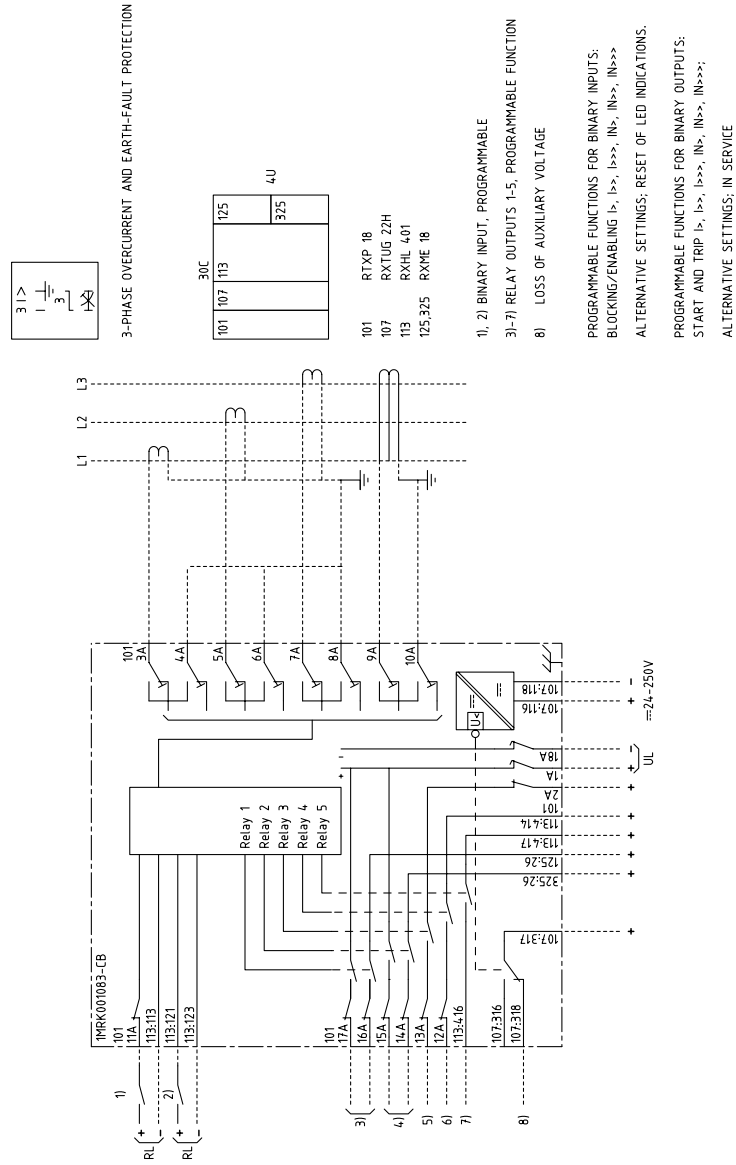 3 I>
3
3-PHASE OVERCURRENT AND EARTH-FAULT PROTECTION
30C
4U
101
107
113
125
325
101 RTXP 18
107 RXTUG 22H
113 RXHL 401
125,325 RXME 18
1), 2) BINARY INPUT, PROGRAMMABLE
3)-7) RELAY OUTPUTS 1-5, PROGRAMMABLE FUNCTION
8) LOSS OF AUXILIARY VOLTAGE
PROGRAMMABLE FUNCTIONS FOR BINARY INPUTS:
BLOCKING/ENABLING I>, I>>, I>>>, IN>, IN>>, IN>>>
ALTERNATIVE SETTINGS; RESET OF LED INDICATIONS.
PROGRAMMABLE FUNCTIONS FOR BINARY OUTPUTS:
START AND TRIP I>, I>>, I>>>, IN>, IN>>, IN>>>;
ALTERNATIVE SETTINGS; IN SERVICE
L1
L2
L3
101
3A
4A
5A
6A
7A
8A
9A
10A
1MRK001083-CB
101
11A
113:113
113:121
113:123
1)
2)
+
-
RL
+
-
RL
Relay 1
Relay 2
Relay 3
Relay 4
Relay 5
+
-
101
17A
16A
15A
14A
13A
12A
113:416
107:316
107:318
3)
4)
5)
6)
7)
8)
U<
107:118
107:116
18A
1A
2A
101
113:414
113:417
125:26
325:26
107:317
-
+
24-250V
-
+
UL
+
+
+
+
+
+